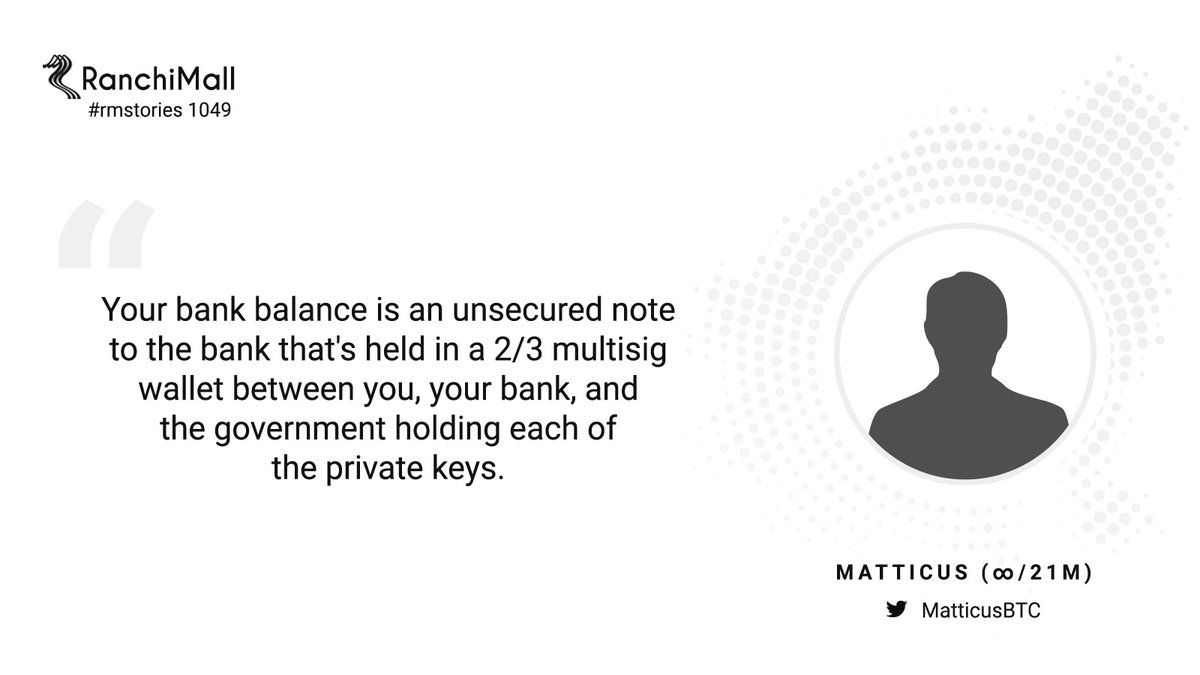 RanchiMall
#rmstories 1049
“
Your bank balance is an unsecured note
to the bank that's held in a 2/3 multisig
wallet between you, your bank, and
the government holding each of
the private keys.
MATTICUS (∞/21M)
MatticusBTC